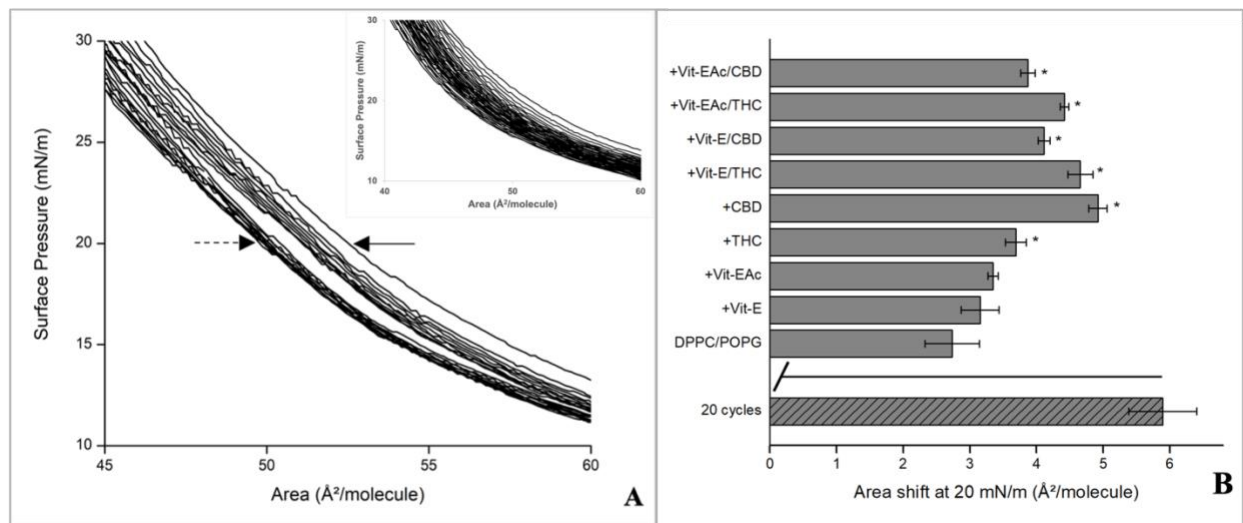 30
25
20
15
10
45
50
55
60
Surface Pressure (mN/m)
Area (Å²/molecule)
A
30
20
10
40
50
60
Surface Pressure (mN/m)
Area (Å²/molecule)
+Vit-EAc/CBD *
+Vit-EAc/THC *
+Vit-E/CBD *
+Vit-E/THC *
+CBD *
+THC *
+Vit-EAc
+Vit-E
DPPC/POPG
20 cycles
0 1 2 3 4 5 6
Area shift at 20 mN/m (Å²/molecule)
B